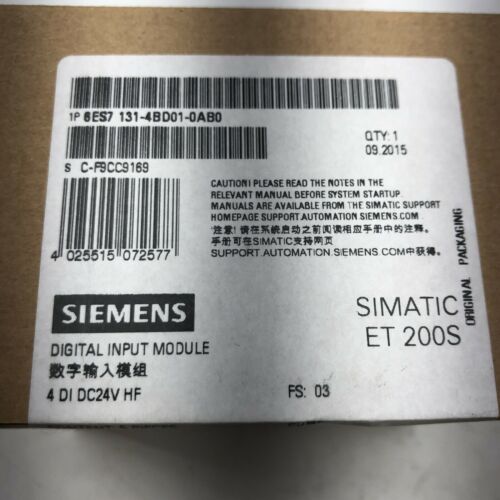 1P 6ES7 131-4BD01-0AB0
QTY: 1
09.2015
S C-F9CC9169
CAUTION! PLEASE READ THE NOTES IN THE
RELEVANT MANUAL BEFORE SYSTEM STARTUP.
MANUALS ARE AVAILABLE FROM THE SIMATIC SUPPORT
HOMEPAGE SUPPORT.AUTOMATION.SIEMENS.COM/
注意! 请在系统启动之前阅读相应手册中的注释。
手册可在SIMATIC支持网页
SUPPORT.AUTOMATION.SIEMENS.COM中获得。
4 025515 072577
ORIGINAL PACKAGING
SIEMENS
SIMATIC
ET 200S
DIGITAL INPUT MODULE
数字输入模组
4 DI DC24V HF
FS: 03